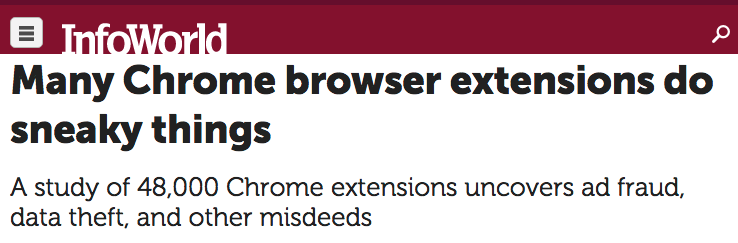 InfoWorld
Many Chrome browser extensions do
sneaky things
A study of 48,000 Chrome extensions uncovers ad fraud,
data theft, and other misdeeds